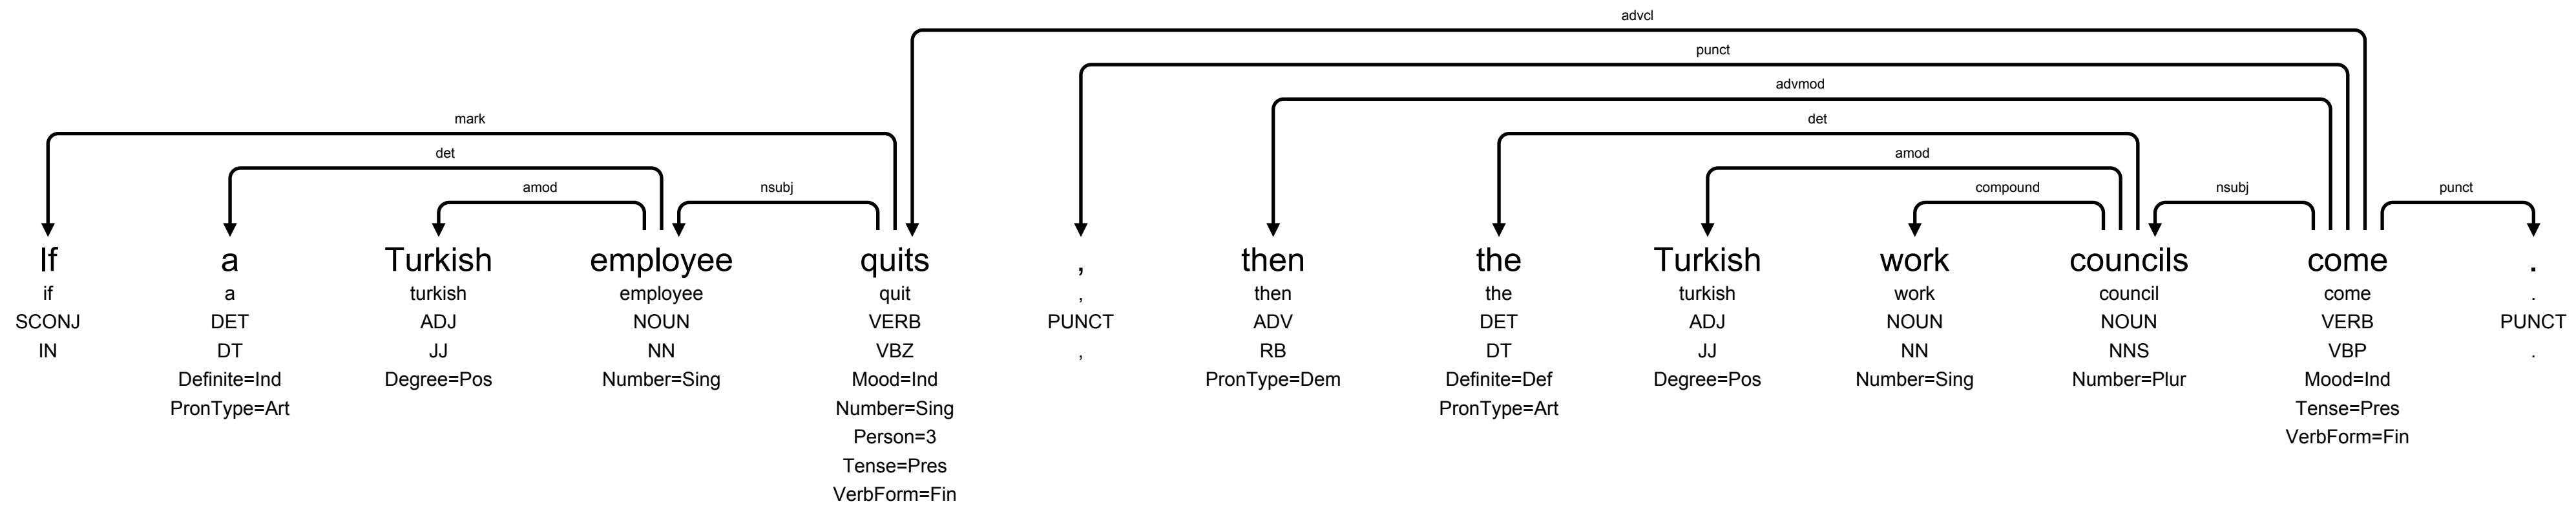 advcl
punct
advmod
mark det
det amod
amod nsubj compound nsubj punct
If a Turkish employee quits , then the Turkish work councils come .
if a turkish employee quit , then the turkish work council come .
SCONJ DET ADJ NOUN VERB PUNCT ADV DET ADJ NOUN NOUN VERB PUNCT
IN DT JJ NN VBZ , RB DT JJ NN NNS VBP .
Definite=Ind Degree=Pos Number=Sing Mood=Ind PronType=Dem Definite=Def Degree=Pos Number=Sing Number=Plur Mood=Ind
PronType=Art Number=Sing PronType=Art Tense=Pres
Person=3 VerbForm=Fin
Tense=Pres
VerbForm=Fin